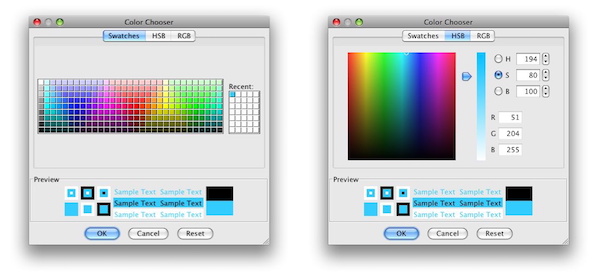 Color Chooser
Swatches HSB RGB
Recent:
Preview
Sample Text Sample Text
Sample Text Sample Text
Sample Text Sample Text
OK Cancel Reset
Color Chooser
Swatches HSB RGB
H 194
S 80
B 100
R 51
G 204
B 255
Preview
Sample Text Sample Text
Sample Text Sample Text
Sample Text Sample Text
OK Cancel Reset